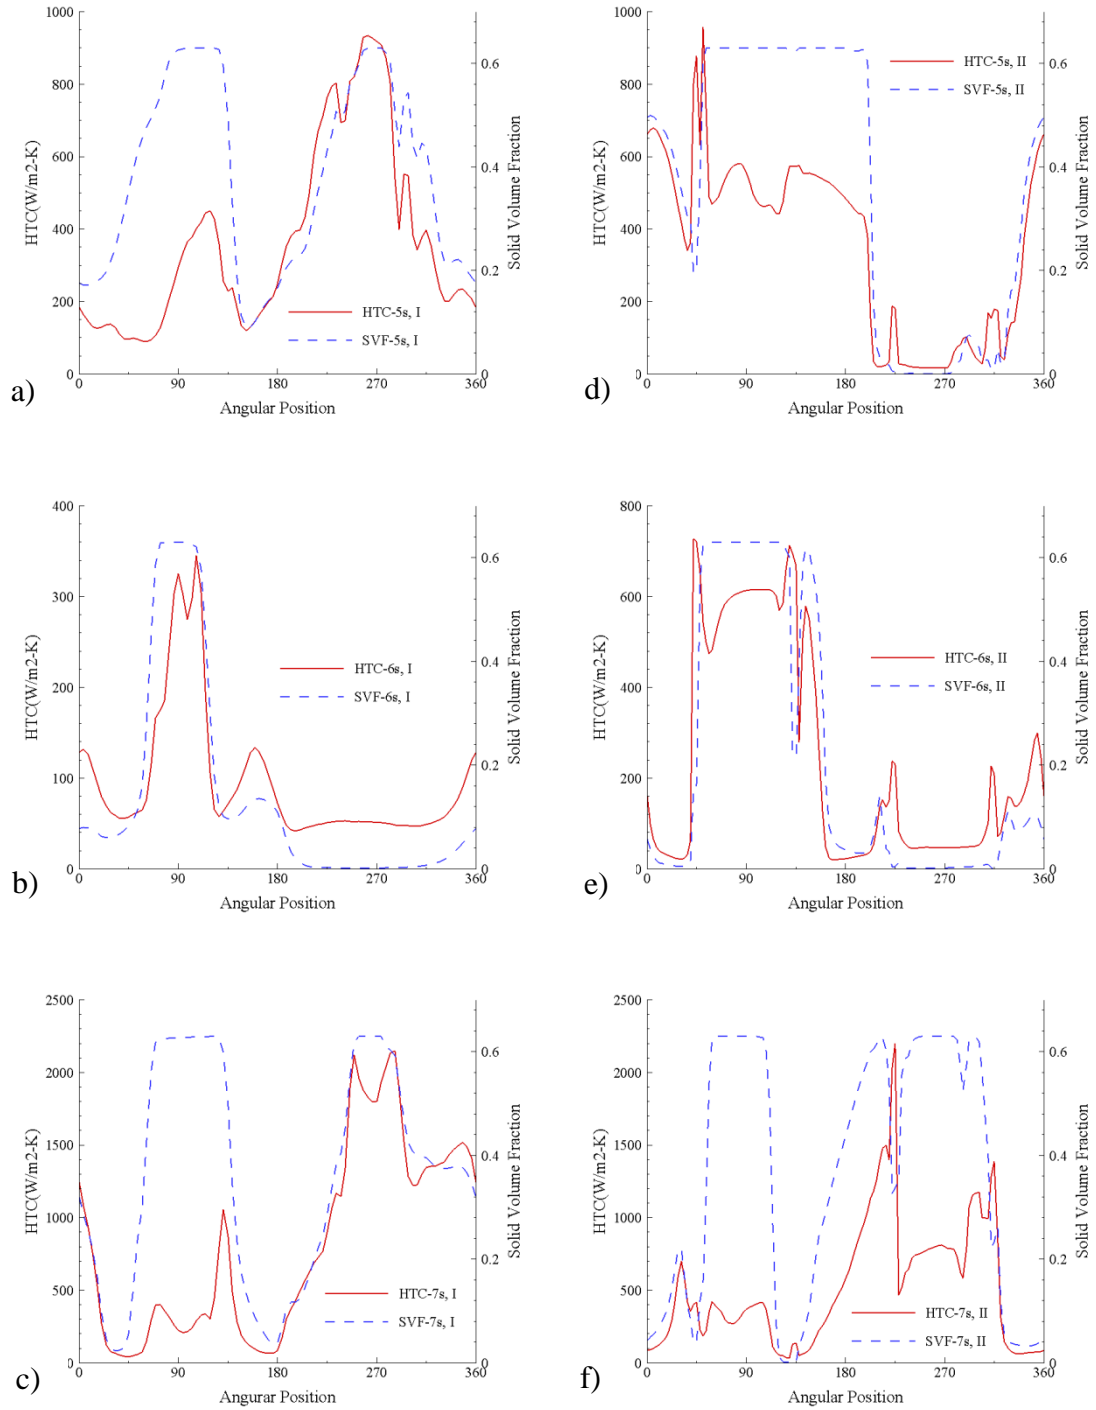 1000
800
600
400
200
0
HTC(W/m2-K)
0.6
0.4
0.2
0
Solid Volume Fraction
HTC-5s, I
SVF-5s, I
0 90 180 270 360
Angular Position
a)
1000
800
600
400
200
0
HTC(W/m2-K)
0.6
0.4
0.2
0
Solid Volume Fraction
HTC-5s, II
SVF-5s, II
0 90 180 270 360
Angular Position
d)
400
300
200
100
0
HTC(W/m2-K)
0.6
0.4
0.2
0
Solid Volume Fraction
HTC-6s, I
SVF-6s, I
0 90 180 270 360
Angular Position
b)
800
600
400
200
0
HTC(W/m2-K)
0.6
0.4
0.2
0
Solid Volume Fraction
HTC-6s, II
SVF-6s, II
0 90 180 270 360
Angular Position
e)
2500
2000
1500
1000
500
0
HTC(W/m2-K)
0.6
0.4
0.2
0
Solid Volume Fraction
HTC-7s, I
SVF-7s, I
0 90 180 270 360
Angurar Position
c)
2500
2000
1500
1000
500
0
HTC(W/m2-K)
0.6
0.4
0.2
0
Solid Volume Fraction
HTC-7s, II
SVF-7s, II
0 90 180 270 360
Angular Position
f)